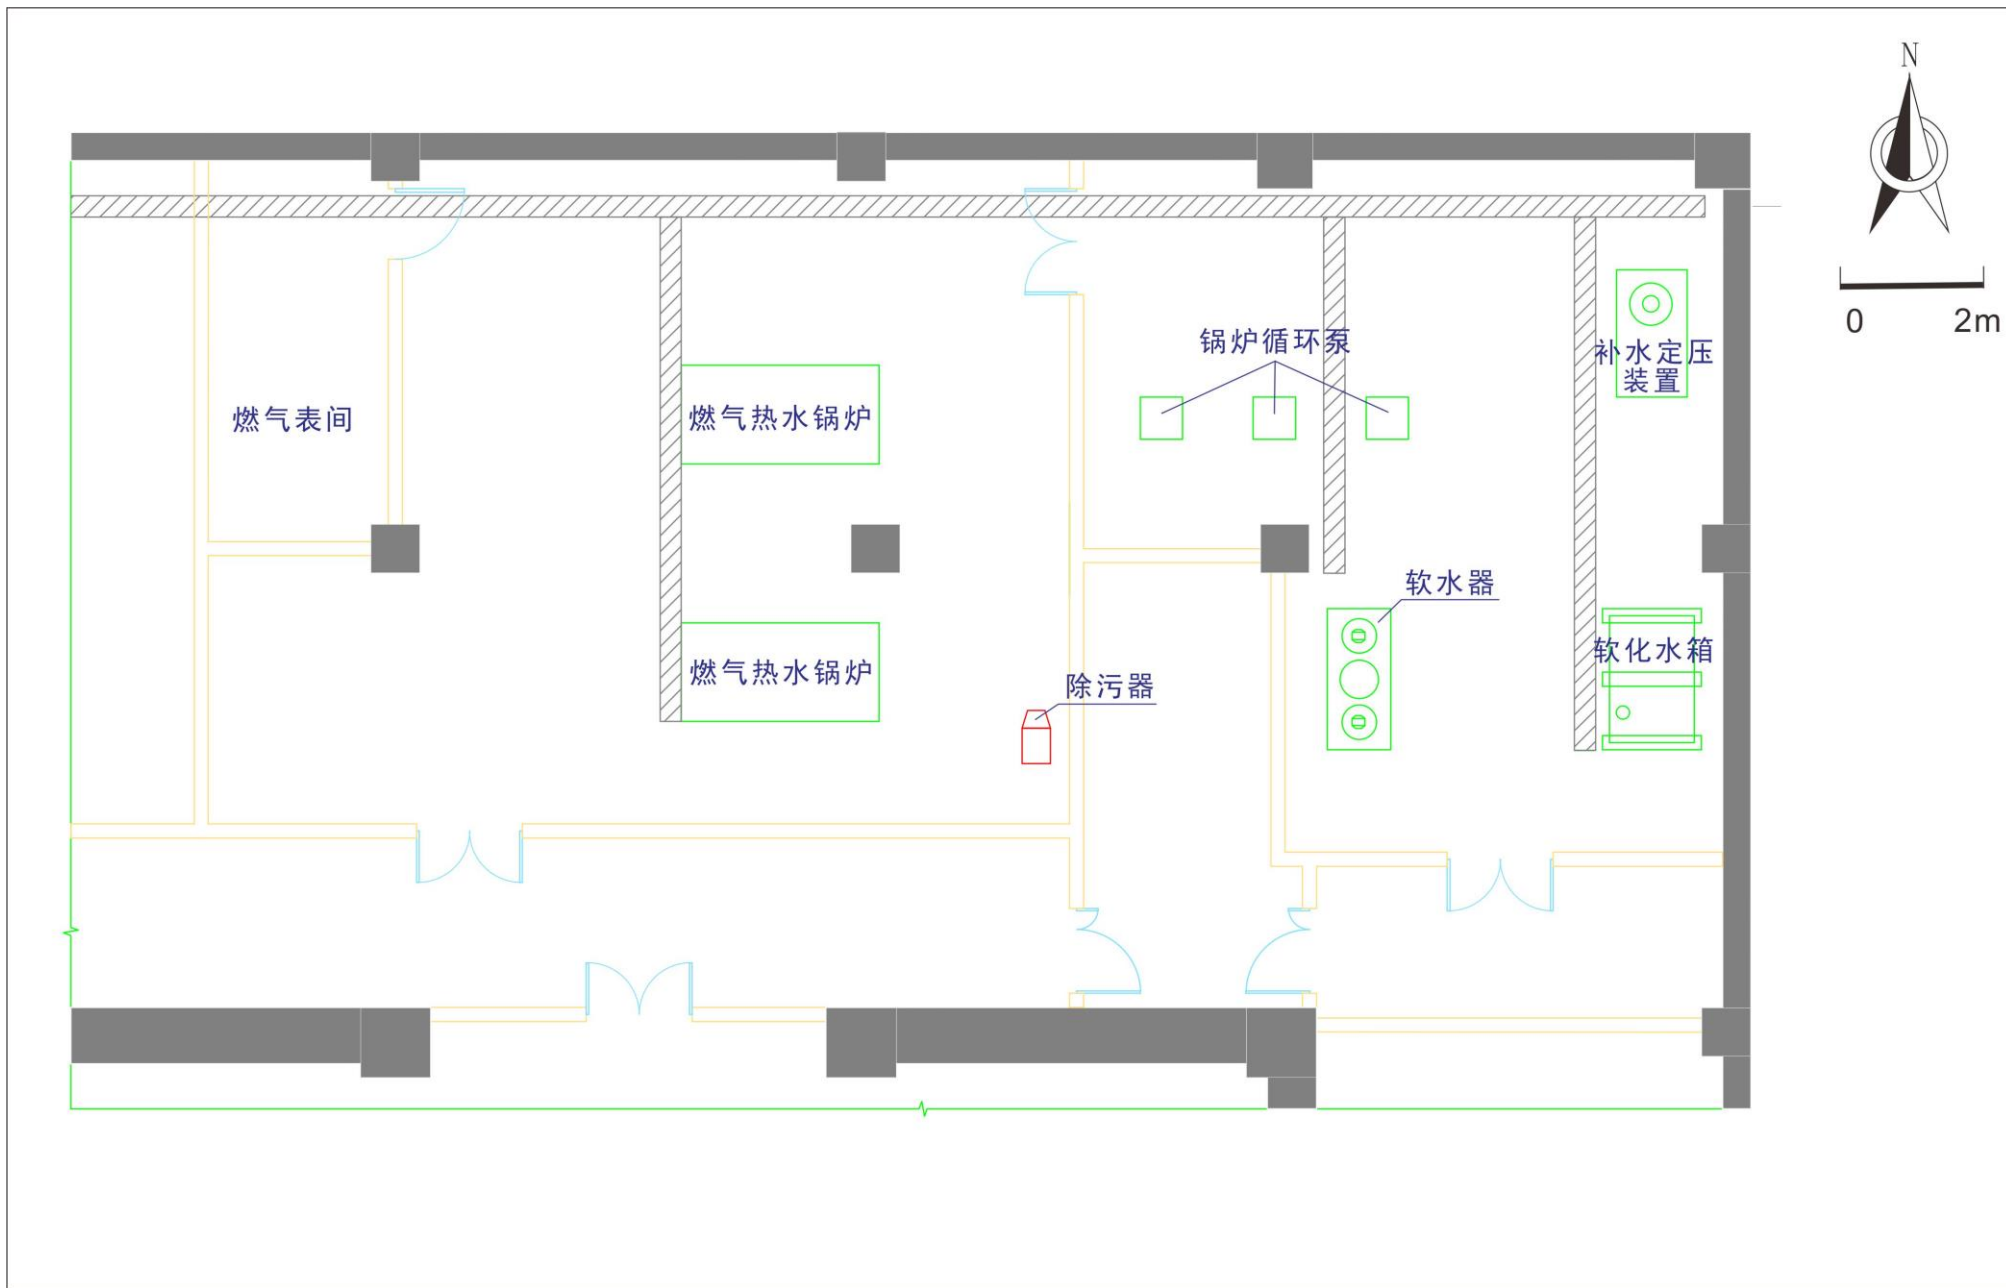 N
0 2m
锅炉循环泵
补水定压
装置
燃气表间
燃气热水锅炉
软水器
软化水箱
燃气热水锅炉
除污器